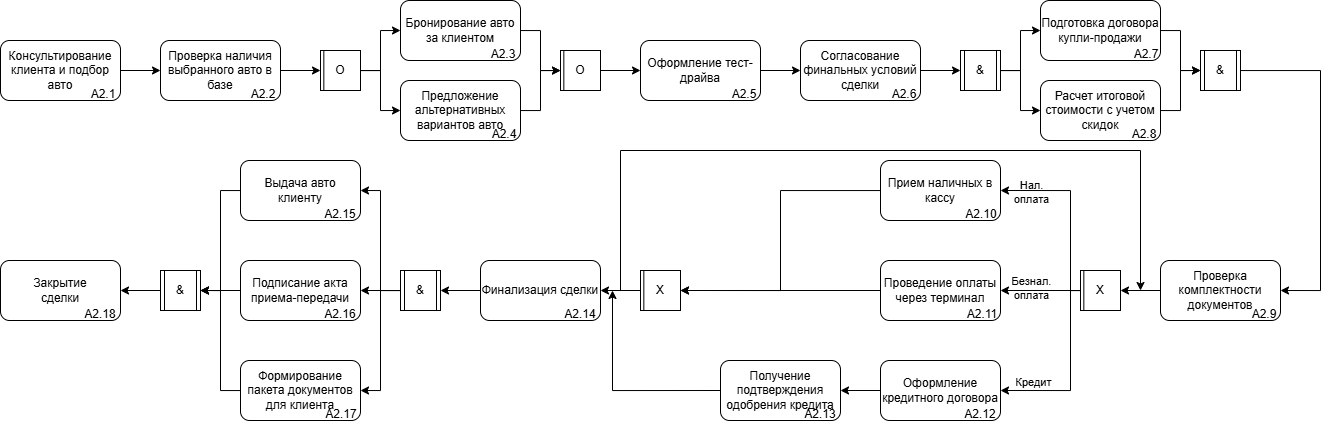 Консультирование
клиента и подбор
авто
A2.1
Проверка наличия
выбранного авто в
базе
A2.2
O
Бронирование авто
за клиентом
A2.3
Предложение
альтернативных
вариантов авто
A2.4
O
Оформление тест-
драйва
A2.5
Согласование
финальных условий
сделки
A2.6
&
Подготовка договора
купли-продажи
A2.7
Расчет итоговой
стоимости с учетом
скидок
A2.8
&
Проверка
комплектности
документов
A2.9
X
Нал.
оплата
Безнал.
оплата
Кредит
Прием наличных в
кассу
A2.10
Проведение оплаты
через терминал
A2.11
Оформление
кредитного договора
A2.12
Получение
подтверждения
одобрения кредита
A2.13
X
Финализация сделки
A2.14
&
Выдача авто
клиенту
A2.15
Подписание акта
приема-передачи
A2.16
Формирование
пакета документов
для клиента
A2.17
&
Закрытие
сделки
A2.18